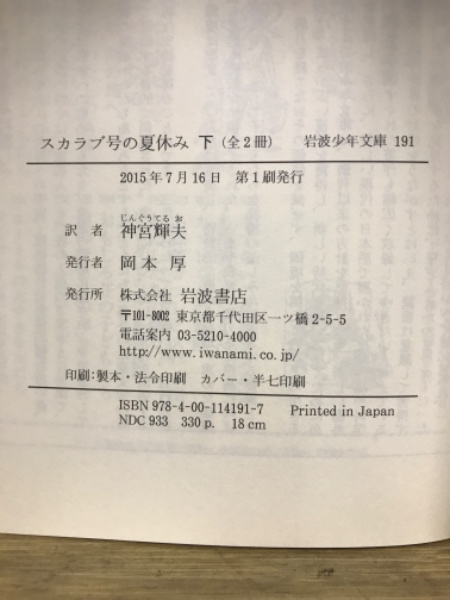 スカラブ号の夏休み 下 (全2冊) 岩波少年文庫 191
2015年7月16日 第1刷発行
じんぐうてる お
訳 者 神宮輝夫
発行者 岡本 厚
発行所 株式会社 岩波書店
〒101-8002 東京都千代田区一ツ橋 2-5-5
電話案内 03-5210-4000
http://www.iwanami.co.jp/
印刷:製本・法令印刷 カバー・半七印刷
ISBN 978-4-00-114191-7 Printed in Japan
NDC 933 330 p. 18 cm